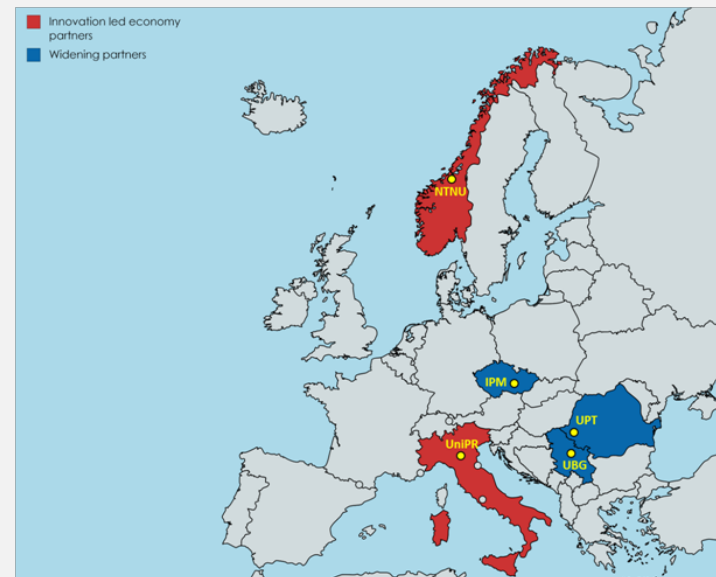 Innovation led economy
partners
Widening partners
NTNU
IPM
UPT
UniPR
UBG